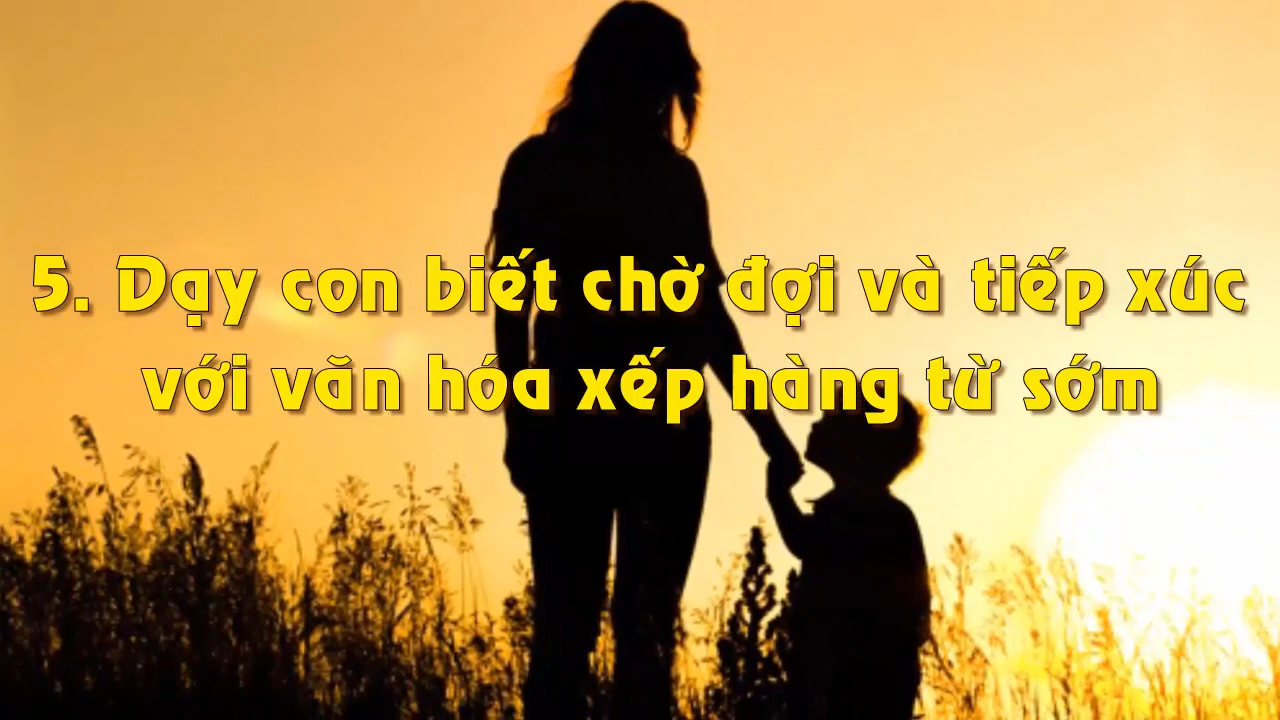 5. Dạy con biết chờ đợi và tiếp xúc
với văn hóa xếp hàng từ sớm